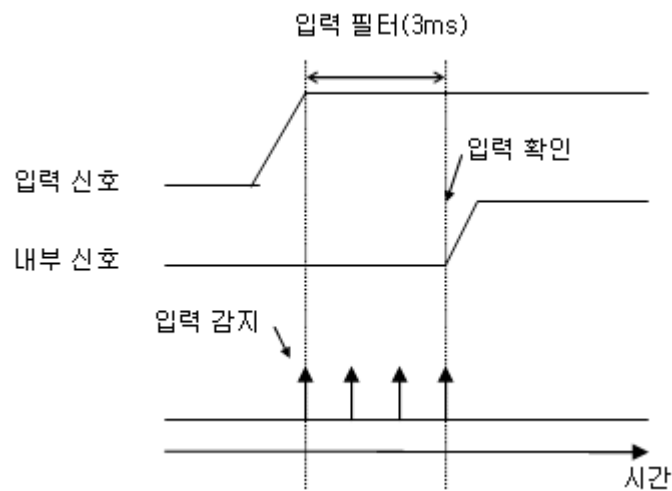 입력 필터(3ms)
입력 신호
입력 확인
내부 신호
입력 감지
시간